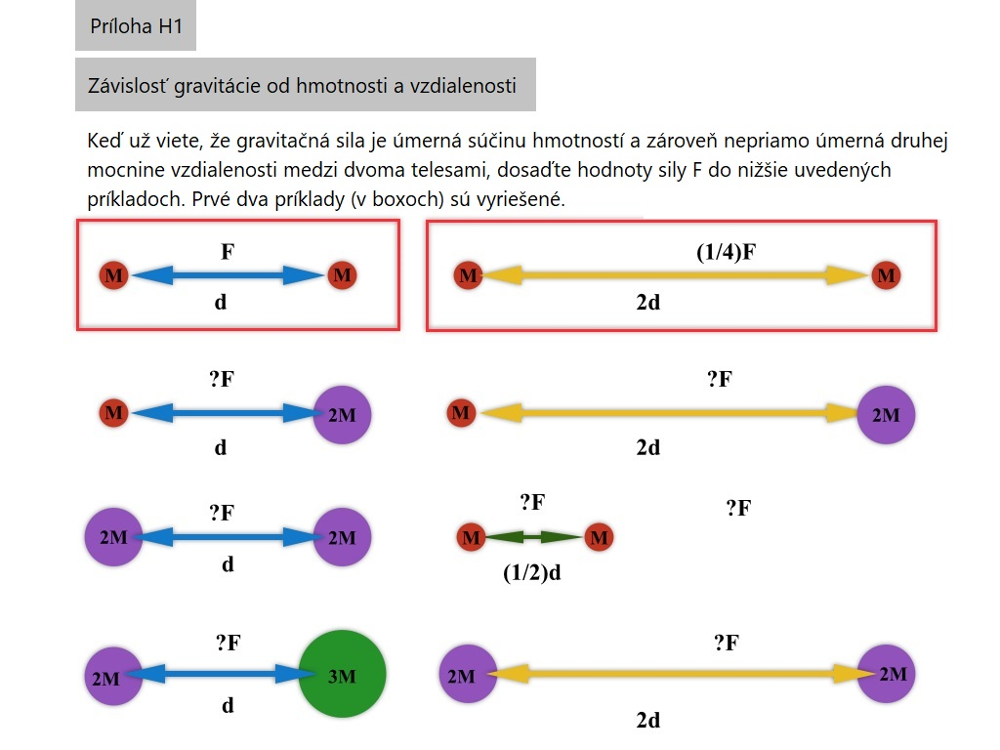 Príloha H1
Závislosť gravitácie od hmotnosti a vzdialenosti
Keď už viete, že gravitačná sila je úmerná súčinu hmotností a zároveň nepriamo úmerná druhej
mocnine vzdialenosti medzi dvoma telesami, dosaďte hodnoty sily F do nižšie uvedených
príkladoch. Prvé dva príklady (v boxoch) sú vyriešené.
F
M M
d
(1/4)F
M M
2d
?F
M 2M
d
?F
M 2M
2d
?F
2M 2M
d
?F
M M
(1/2)d
?F
?F
2M 3M
d
?F
2M 2M
2d